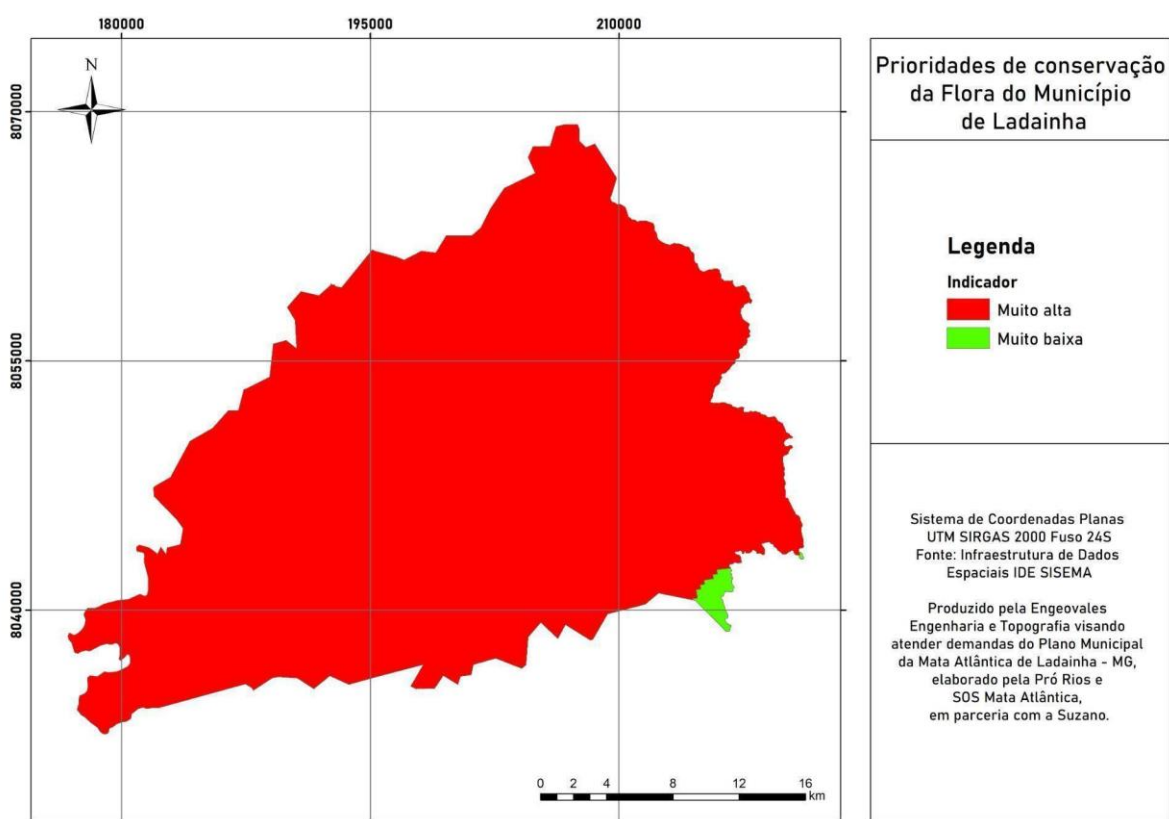 180000
195000
210000
N
8070000
8055000
8040000
0 2 4 8 12 16
km
Prioridades de conservação
da Flora do Município
de Ladainha
Legenda
Indicador
Muito alta
Muito baixa
Sistema de Coordenadas Planas
UTM SIRGAS 2000 Fuso 24S
Fonte: Infraestrutura de Dados
Espaciais IDE SISEMA
Produzido pela Engeovales
Engenharia e Topografia visando
atender demandas do Plano Municipal
da Mata Atlântica de Ladainha - MG,
elaborado pela Pró Rios e
SOS Mata Atlântica,
em parceria com a Suzano.